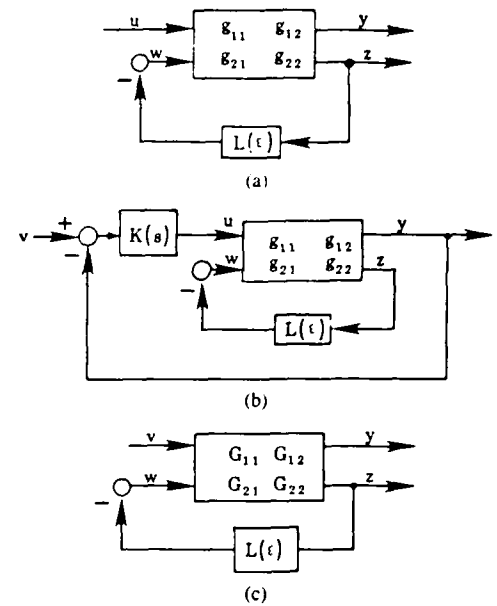 u g₁₁ g₁₂ y
w g₂₁ g₂₂ z
−
L(ε)
(a)
v + K(s) u g₁₁ g₁₂ y
− w g₂₁ g₂₂ z
−
L(ε)
(b)
v G₁₁ G₁₂ y
w G₂₁ G₂₂ z
−
L(ε)
(c)